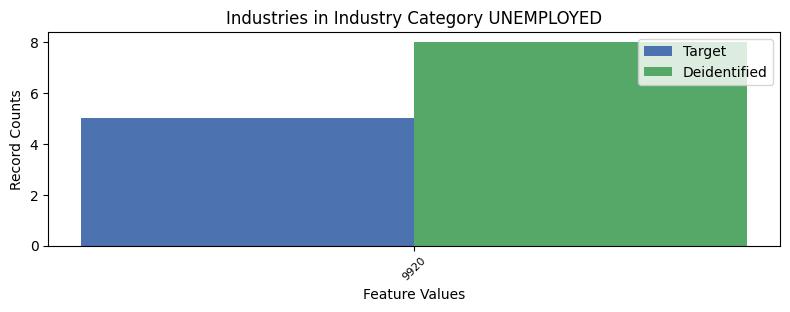 Industries in Industry Category UNEMPLOYED
Target
Deidentified
Record Counts
8
6
4
2
0
9920
Feature Values